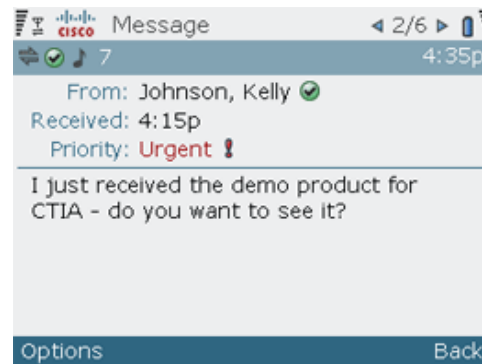 CISCO Message 2/6
7 4:35p
From: Johnson, Kelly
Received: 4:15p
Priority: Urgent
I just received the demo product for
CTIA - do you want to see it?
Options Back